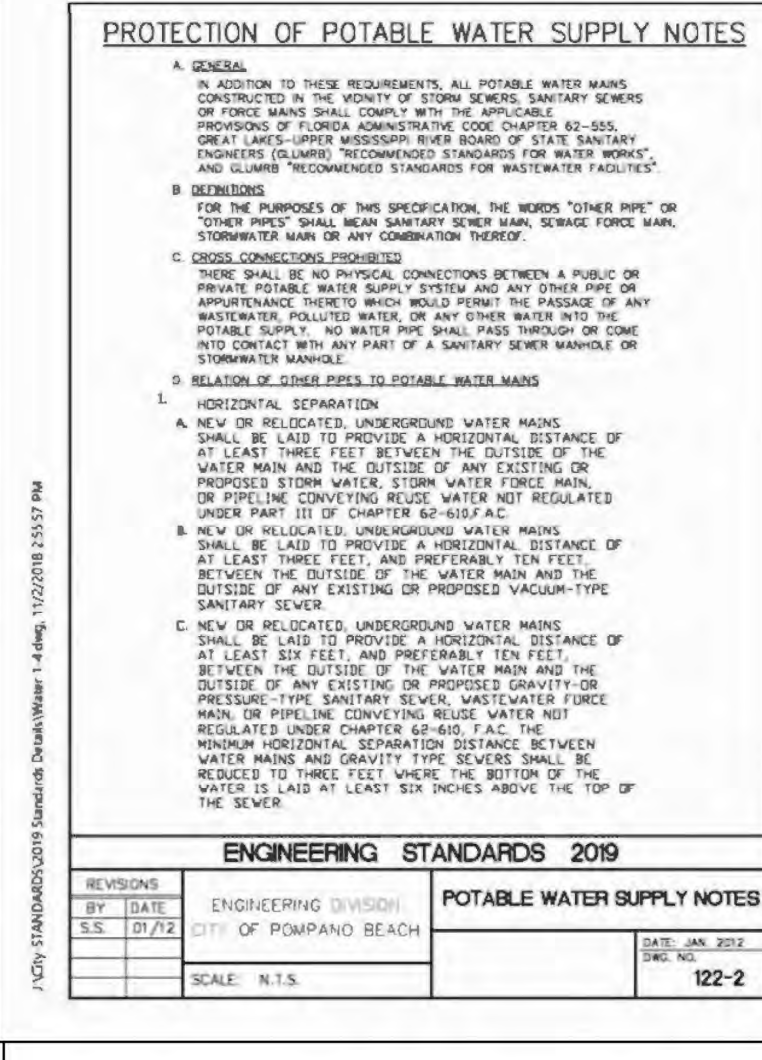 PROTECTION OF POTABLE WATER SUPPLY NOTES
A. GENERAL
IN ADDITION TO THESE REQUIREMENTS, ALL POTABLE WATER MAINS
CONSTRUCTED IN THE VICINITY OF STORM SEWERS, SANITARY SEWERS
OR FORCE MAINS SHALL COMPLY WITH THE APPLICABLE
PROVISIONS OF FLORIDA ADMINISTRATIVE CODE CHAPTER 62-555,
GREAT LAKES-UPPER MISSISSIPPI RIVER BOARD OF STATE SANITARY
ENGINEERS (GLUMRB) "RECOMMENDED STANDARDS FOR WATER WORKS",
AND GLUMRB "RECOMMENDED STANDARDS FOR WASTEWATER FACILITIES".
B. DEFINITIONS
FOR THE PURPOSES OF THIS SPECIFICATION, THE WORDS "OTHER PIPE" OR
"OTHER PIPES" SHALL MEAN SANITARY SEWER MAIN, SEWAGE FORCE MAIN,
STORMWATER MAIN OR ANY COMBINATION THEREOF.
C. CROSS CONNECTIONS PROHIBITED
THERE SHALL BE NO PHYSICAL CONNECTIONS BETWEEN A PUBLIC OR
PRIVATE POTABLE WATER SUPPLY SYSTEM AND ANY OTHER PIPE OR
APPURTENANCE THERETO WHICH WOULD PERMIT THE PASSAGE OF ANY
WASTEWATER, POLLUTED WATER, OR ANY OTHER WATER INTO THE
POTABLE SUPPLY. NO WATER PIPE SHALL PASS THROUGH OR COME
INTO CONTACT WITH ANY PART OF A SANITARY SEWER MANHOLE OR
STORMWATER MANHOLE.
D. RELATION OF OTHER PIPES TO POTABLE WATER MAINS
1. HORIZONTAL SEPARATION
A. NEW OR RELOCATED, UNDERGROUND WATER MAINS
SHALL BE LAID TO PROVIDE A HORIZONTAL DISTANCE OF
AT LEAST THREE FEET BETWEEN THE OUTSIDE OF THE
WATER MAIN AND THE OUTSIDE OF ANY EXISTING OR
PROPOSED STORM WATER, STORM WATER FORCE MAIN,
OR PIPELINE CONVEYING REUSE WATER NOT REGULATED
UNDER PART III OF CHAPTER 62-610,F.A.C.
B. NEW OR RELOCATED, UNDERGROUND WATER MAINS
SHALL BE LAID TO PROVIDE A HORIZONTAL DISTANCE OF
AT LEAST THREE FEET, AND PREFERABLY TEN FEET,
BETWEEN THE OUTSIDE OF THE WATER MAIN AND THE
OUTSIDE OF ANY EXISTING OR PROPOSED VACUUM-TYPE
SANITARY SEWER.
C. NEW OR RELOCATED, UNDERGROUND WATER MAINS
SHALL BE LAID TO PROVIDE A HORIZONTAL DISTANCE OF
AT LEAST SIX FEET, AND PREFERABLY TEN FEET,
BETWEEN THE OUTSIDE OF THE WATER MAIN AND THE
OUTSIDE OF ANY EXISTING OR PROPOSED GRAVITY-OR
PRESSURE-TYPE SANITARY SEWER, WASTEWATER FORCE
MAIN, OR PIPELINE CONVEYING REUSE WATER NOT
REGULATED UNDER CHAPTER 62-610, F.A.C. THE
MINIMUM HORIZONTAL SEPARATION DISTANCE BETWEEN
WATER MAINS AND GRAVITY TYPE SEWERS SHALL BE
REDUCED TO THREE FEET WHERE THE BOTTOM OF THE
WATER IS LAID AT LEAST SIX INCHES ABOVE THE TOP OF
THE SEWER.
J:\City-STANDARDS\2019 Standards Details\Water 1-4.dwg, 11/2/2018 2:55:57 PM
ENGINEERING STANDARDS 2019
REVISIONS
BY DATE
S.S. 01/12
ENGINEERING DIVISION
CITY OF POMPANO BEACH
SCALE: N.T.S.
POTABLE WATER SUPPLY NOTES
DATE: JAN. 2012
DWG. NO.
122-2